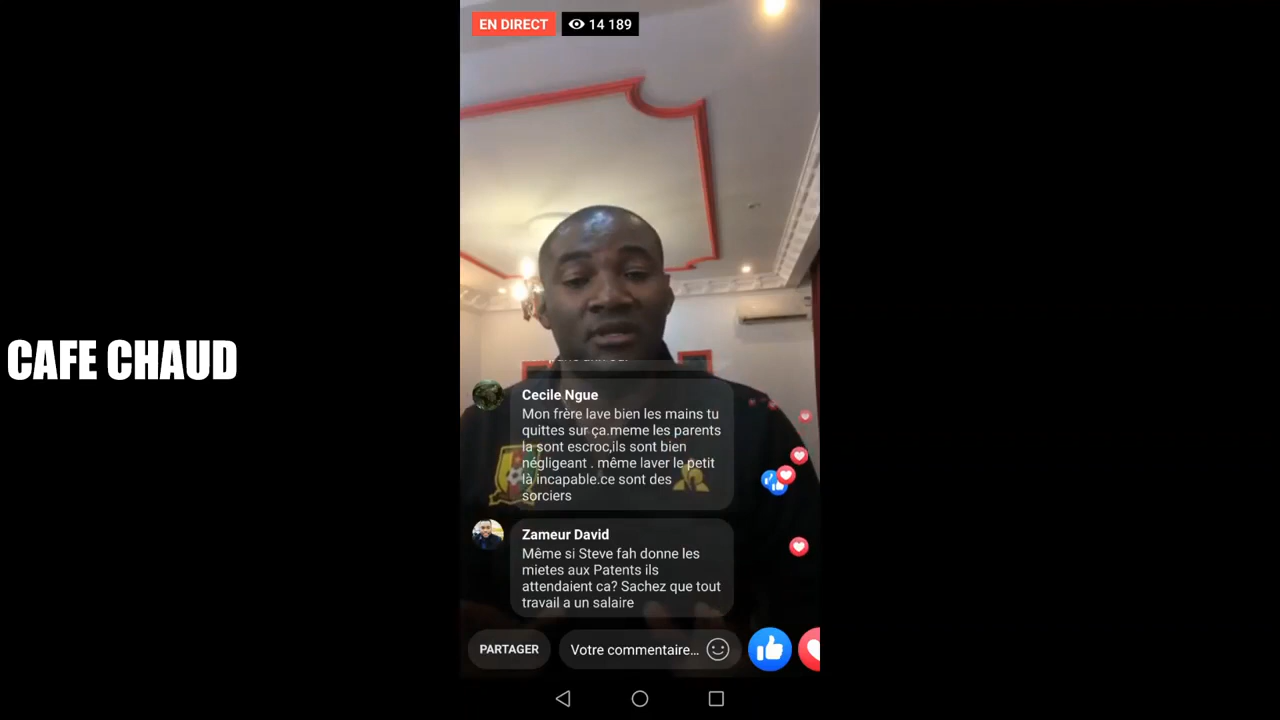 EN DIRECT
14 189
CAFE CHAUD
Cecile Ngue
Mon frère lave bien les mains tu
quittes sur ça.meme les parents
la sont escroc,ils sont bien
négligeant . même laver le petit
là incapable.ce sont des
sorciers
Zameur David
Même si Steve fah donne les
mietes aux Patents ils
attendaient ca? Sachez que tout
travail a un salaire
PARTAGER
Votre commentaire...